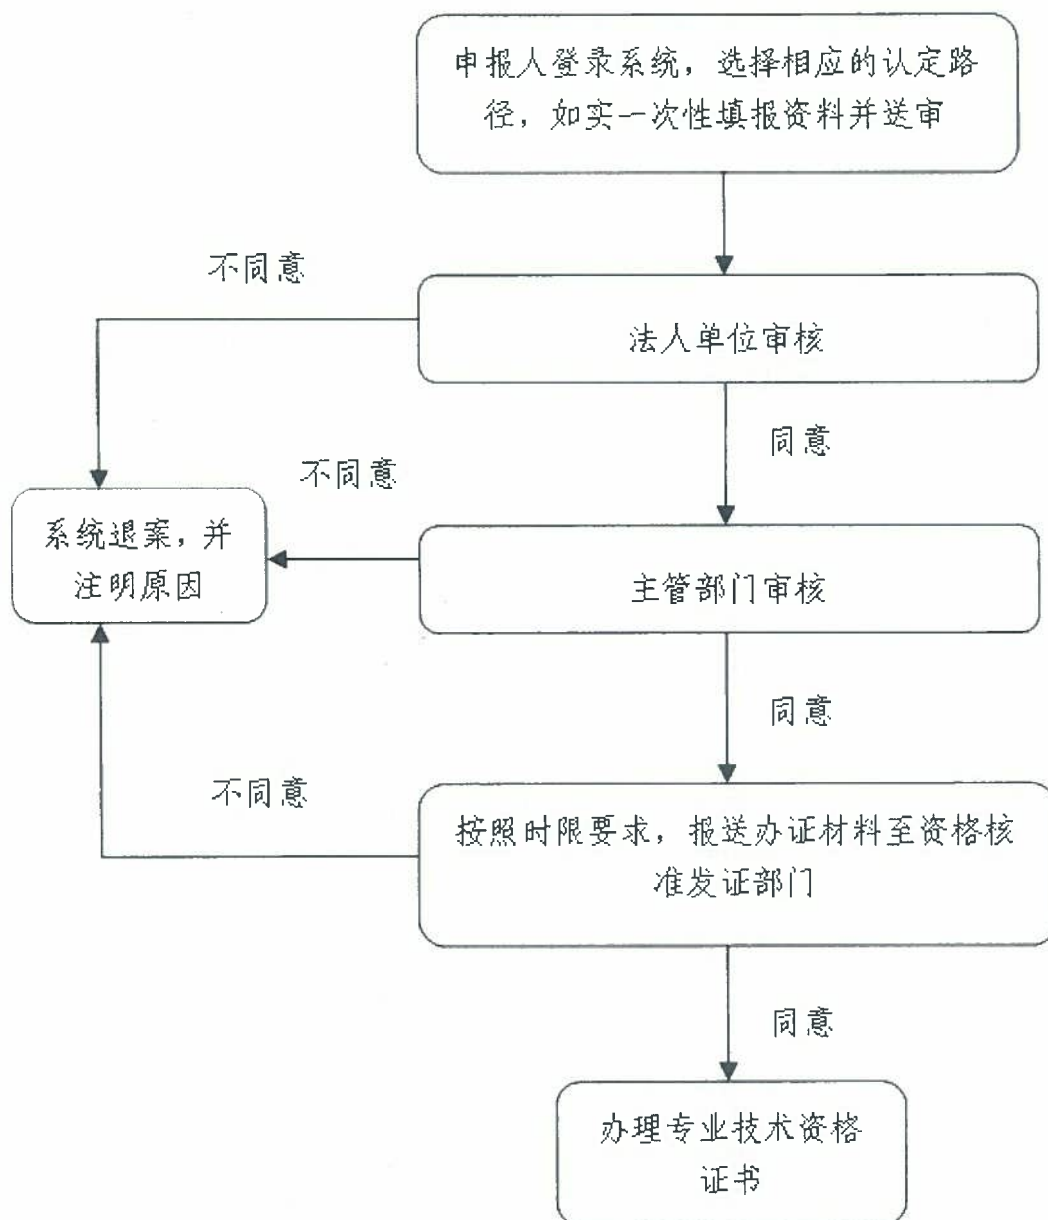 申报人登录系统，选择相应的认定路
径，如实一次性填报资料并送审
不同意
法人单位审核
同意
不同意
系统退案，并
注明原因
主管部门审核
同意
不同意
按照时限要求，报送办证材料至资格核
准发证部门
同意
办理专业技术资格
证书